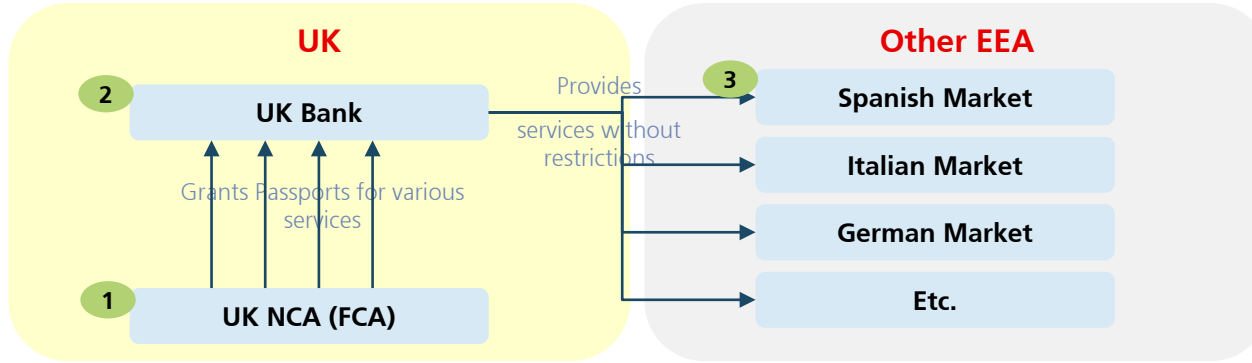 UK
2
UK Bank
Grants Passports for various
services
1
UK NCA (FCA)
Provides
services without
restrictions
Other EEA
3
Spanish Market
Italian Market
German Market
Etc.